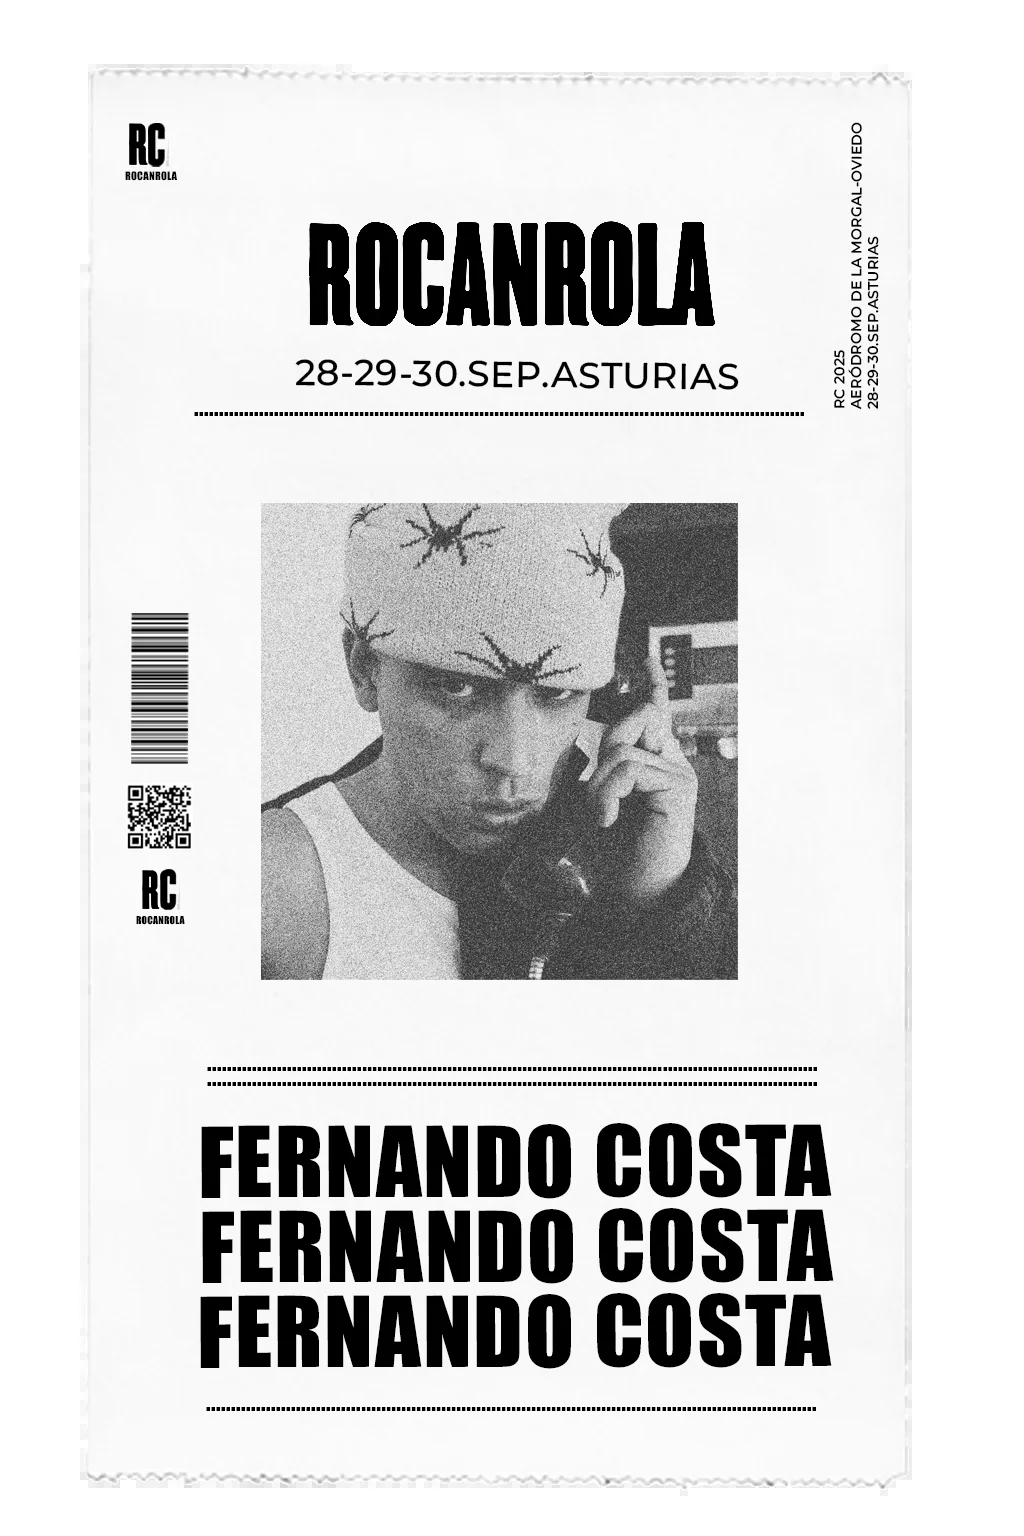 RC
ROCANROLA
RC 2025
AERÓDROMO DE LA MORGAL-OVIEDO
28-29-30.SEP.ASTURIAS
ROCANROLA
28-29-30.SEP.ASTURIAS
RC
ROCANROLA
FERNANDO COSTA
FERNANDO COSTA
FERNANDO COSTA